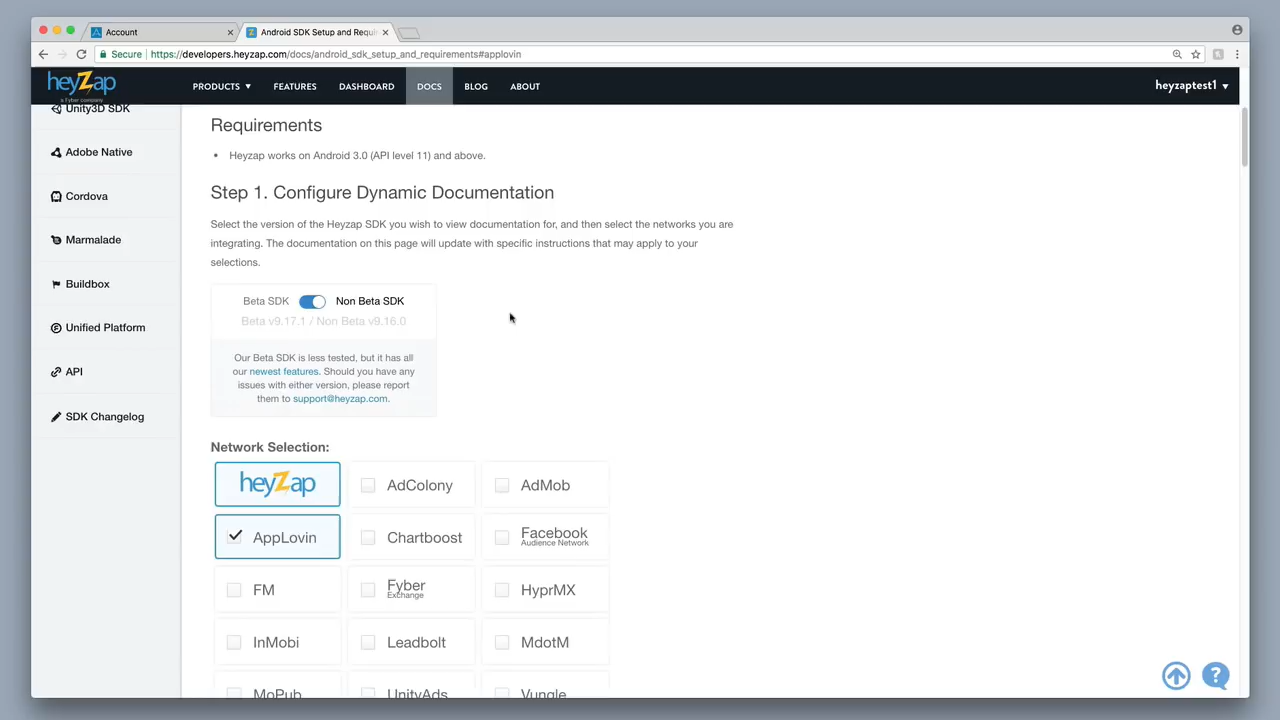 Account
Android SDK Setup and Requir
Secure
https://developers.heyzap.com/docs/android_sdk_setup_and_requirements#applovin
heyZap
a Fyber company
PRODUCTS
FEATURES
DASHBOARD
DOCS
BLOG
ABOUT
heyzaptest1
Unity3D SDK
Adobe Native
Cordova
Marmalade
Buildbox
Unified Platform
API
SDK Changelog
Requirements
• Heyzap works on Android 3.0 (API level 11) and above.
Step 1. Configure Dynamic Documentation
Select the version of the Heyzap SDK you wish to view documentation for, and then select the networks you are
integrating. The documentation on this page will update with specific instructions that may apply to your
selections.
Beta SDK Non Beta SDK
Beta v9.17.1 / Non Beta v9.16.0
Our Beta SDK is less tested, but it has all
our newest features. Should you have any
issues with either version, please report
them to support@heyzap.com.
Network Selection:
heyZap
AdColony
AdMob
AppLovin
Chartboost
Facebook
Audience Network
FM
Fyber
Exchange
HyprMX
InMobi
Leadbolt
MdotM
MoPub
UnityAds
Vungle
?